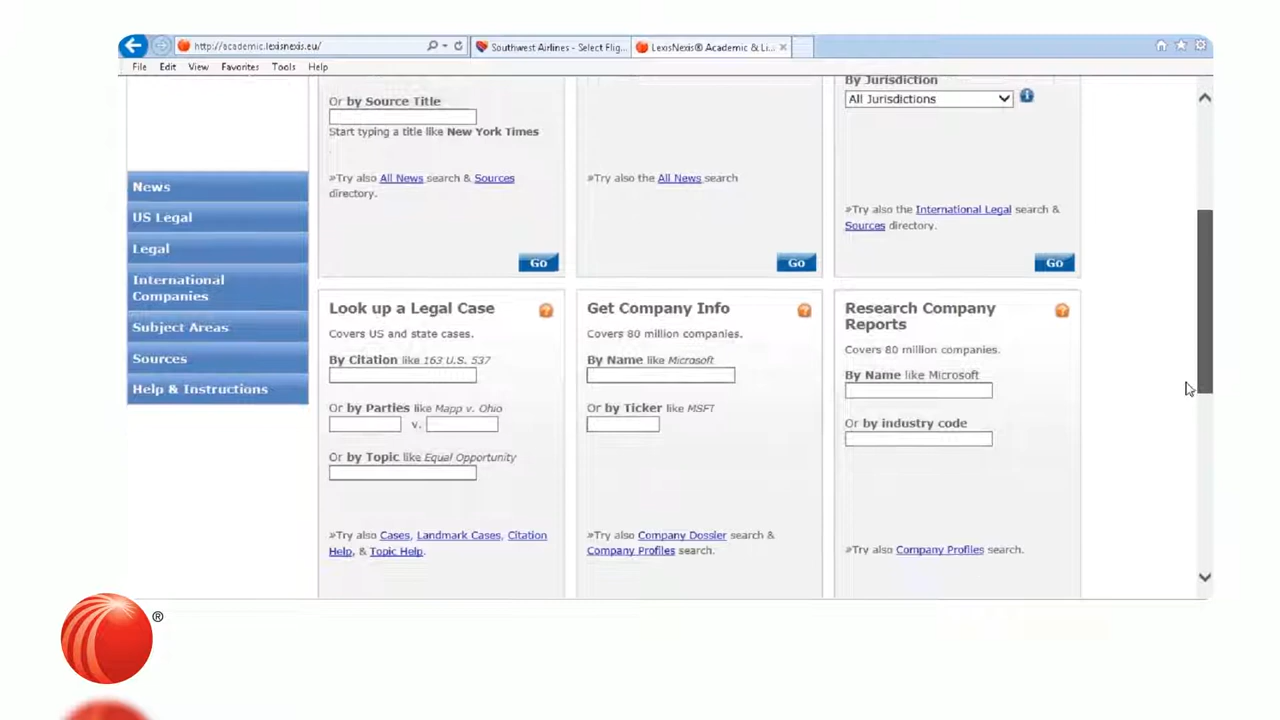 http://academic.lexisnexis.eu/
Southwest Airlines - Select Flig...
LexisNexis® Academic & Li...
File Edit View Favorites Tools Help
News
US Legal
Legal
International
Companies
Subject Areas
Sources
Help & Instructions
Or by Source Title
Start typing a title like New York Times
»Try also All News search & Sources
directory.
Go
»Try also the All News search
Go
By Jurisdiction
All Jurisdictions
»Try also the International Legal search &
Sources directory.
Go
Look up a Legal Case
Covers US and state cases.
By Citation like 163 U.S. 537
Or by Parties like Mapp v. Ohio
v.
Or by Topic like Equal Opportunity
»Try also Cases, Landmark Cases, Citation
Help, & Topic Help.
Get Company Info
Covers 80 million companies.
By Name like Microsoft
Or by Ticker like MSFT
»Try also Company Dossier search &
Company Profiles search.
Research Company
Reports
Covers 80 million companies.
By Name like Microsoft
Or by industry code
»Try also Company Profiles search.
®